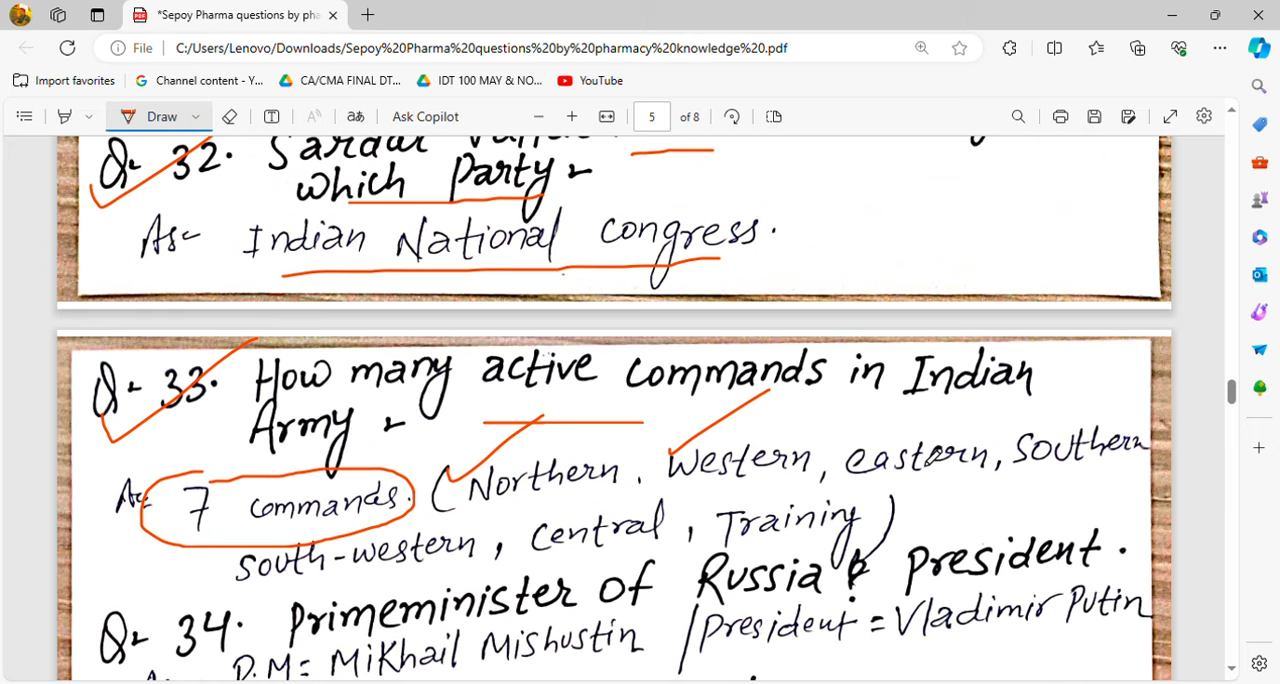 *Sepoy Pharma questions by pha
File
C:/Users/Lenovo/Downloads/Sepoy%20Pharma%20questions%20by%20pharmacy%20knowledge%20.pdf
Import favorites
Channel content - Y...
CA/CMA FINAL DT...
IDT 100 MAY & NO...
YouTube
Draw
Ask Copilot
5 of 8
Q- 32. Sardar
which Party-
As- Indian National Congress.
Q- 33. How many active commands in Indian
Army -
As- 7 commands. (Northern, Western, eastern, Southern
South-western, Central, Training)
Q- 34. Primeminister of Russia & President.
P.M = Mikhail Mishustin / President = Vladimir Putin